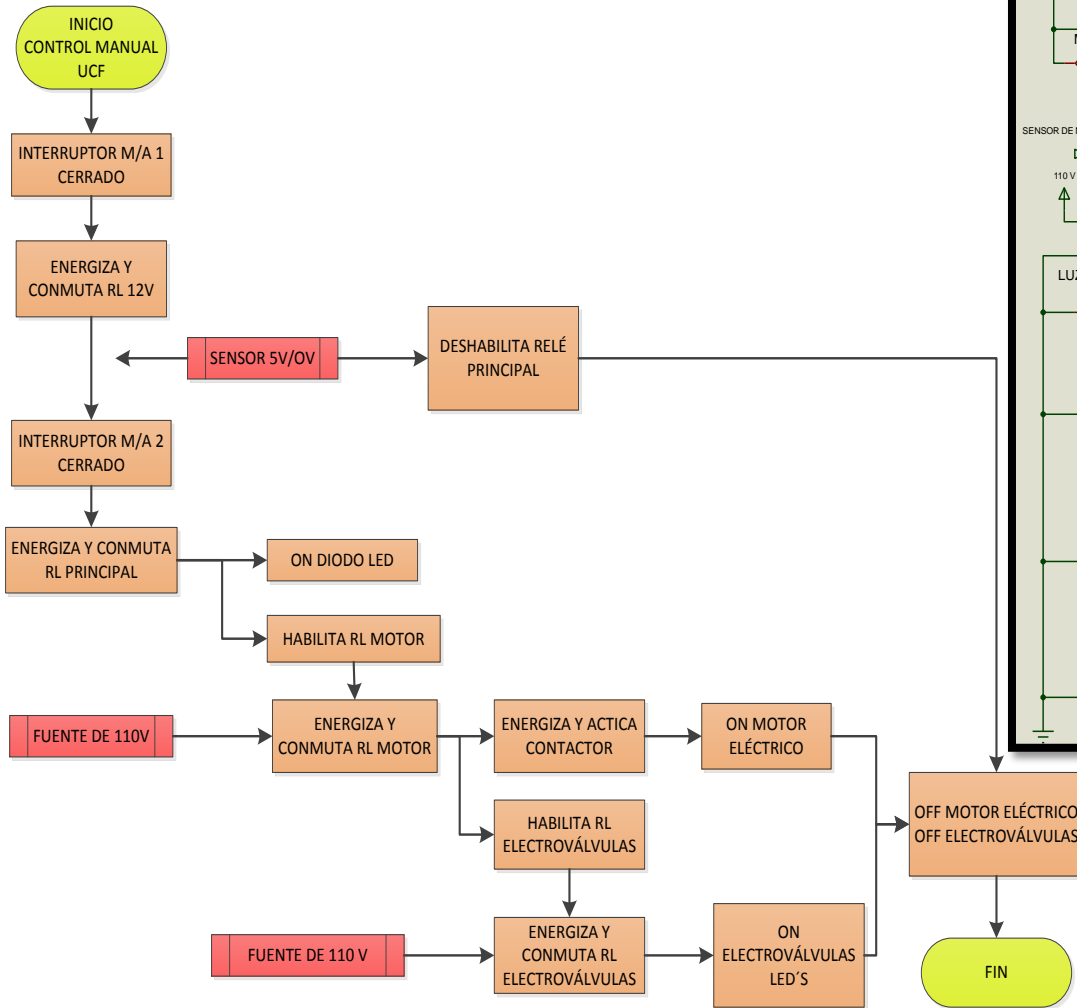 INICIO
CONTROL MANUAL
UCF
INTERRUPTOR M/A 1
CERRADO
ENERGIZA Y
CONMUTA RL 12V
SENSOR 5V/OV
DESHABILITA RELÉ
PRINCIPAL
INTERRUPTOR M/A 2
CERRADO
ENERGIZA Y CONMUTA
RL PRINCIPAL
ON DIODO LED
HABILITA RL MOTOR
FUENTE DE 110V
ENERGIZA Y
CONMUTA RL MOTOR
ENERGIZA Y ACTICA
CONTACTOR
ON MOTOR
ELÉCTRICO
HABILITA RL
ELECTROVÁLVULAS
FUENTE DE 110 V
ENERGIZA Y
CONMUTA RL
ELECTROVÁLVULAS
ON
ELECTROVÁLVULAS
LED´S
OFF MOTOR ELÉCTRICO
OFF ELECTROVÁLVULAS
FIN
SENSOR DE
110 V